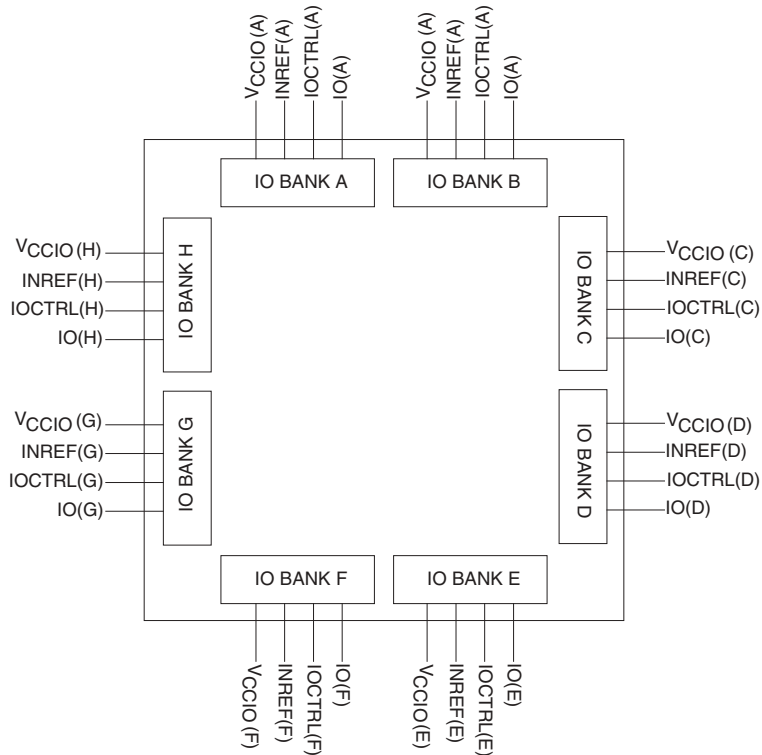 VCCIO (A)
INREF(A)
IOCTRL(A)
IO(A)
VCCIO (A)
INREF(A)
IOCTRL(A)
IO(A)
IO BANK A
IO BANK B
VCCIO (H)
INREF(H)
IOCTRL(H)
IO(H)
IO BANK H
IO BANK C
VCCIO (C)
INREF(C)
IOCTRL(C)
IO(C)
VCCIO (G)
INREF(G)
IOCTRL(G)
IO(G)
IO BANK G
IO BANK D
VCCIO (D)
INREF(D)
IOCTRL(D)
IO(D)
IO BANK F
IO BANK E
VCCIO (F)
INREF(F)
IOCTRL(F)
IO(F)
VCCIO(E)
INREF(E)
IOCTRL(E)
IO(E)